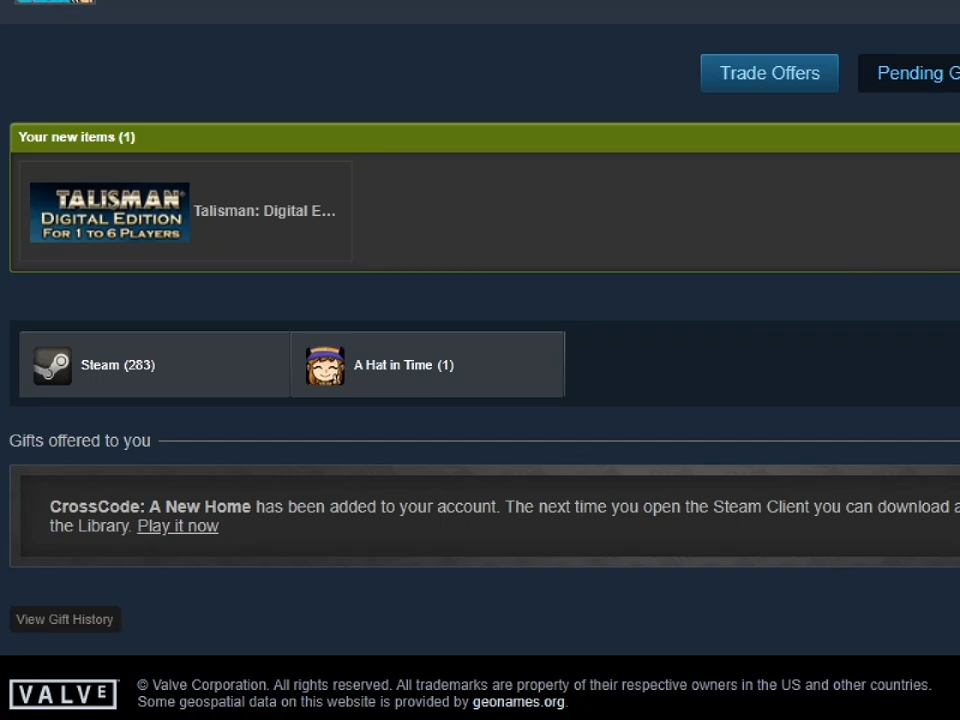 Trade Offers
Pending G
Your new items (1)
TALISMAN
DIGITAL EDITION
FOR 1 TO 6 PLAYERS
Talisman: Digital E...
Steam (283)
A Hat in Time (1)
Gifts offered to you
CrossCode: A New Home has been added to your account. The next time you open the Steam Client you can download a
the Library. Play it now
View Gift History
VALVE
© Valve Corporation. All rights reserved. All trademarks are property of their respective owners in the US and other countries.
Some geospatial data on this website is provided by geonames.org.